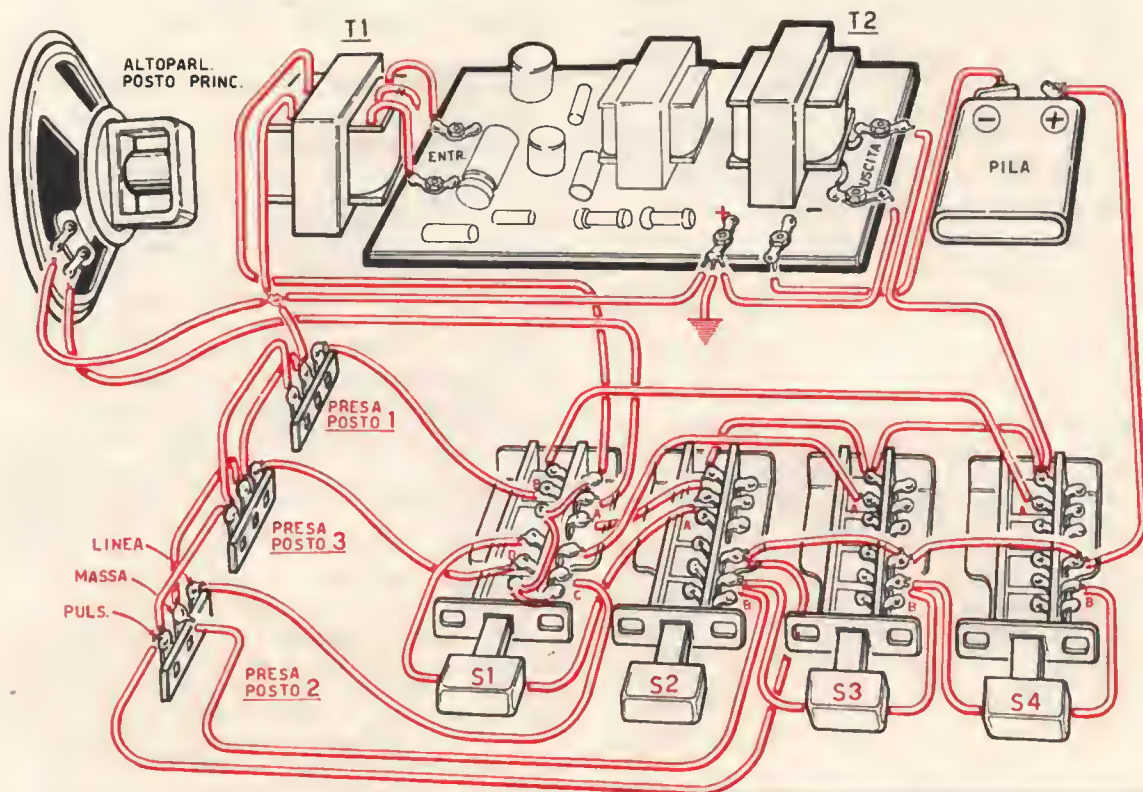 T1
T2
ALTOPARL.
POSTO PRINC.
ENTR.
USCITA
+
-
-
+
PILA
PRESA
POSTO 1
PRESA
POSTO 3
LINEA
MASSA
PULS.
PRESA
POSTO 2
B
A
D
C
A
B
A
B
A
B
S1
S2
S3
S4